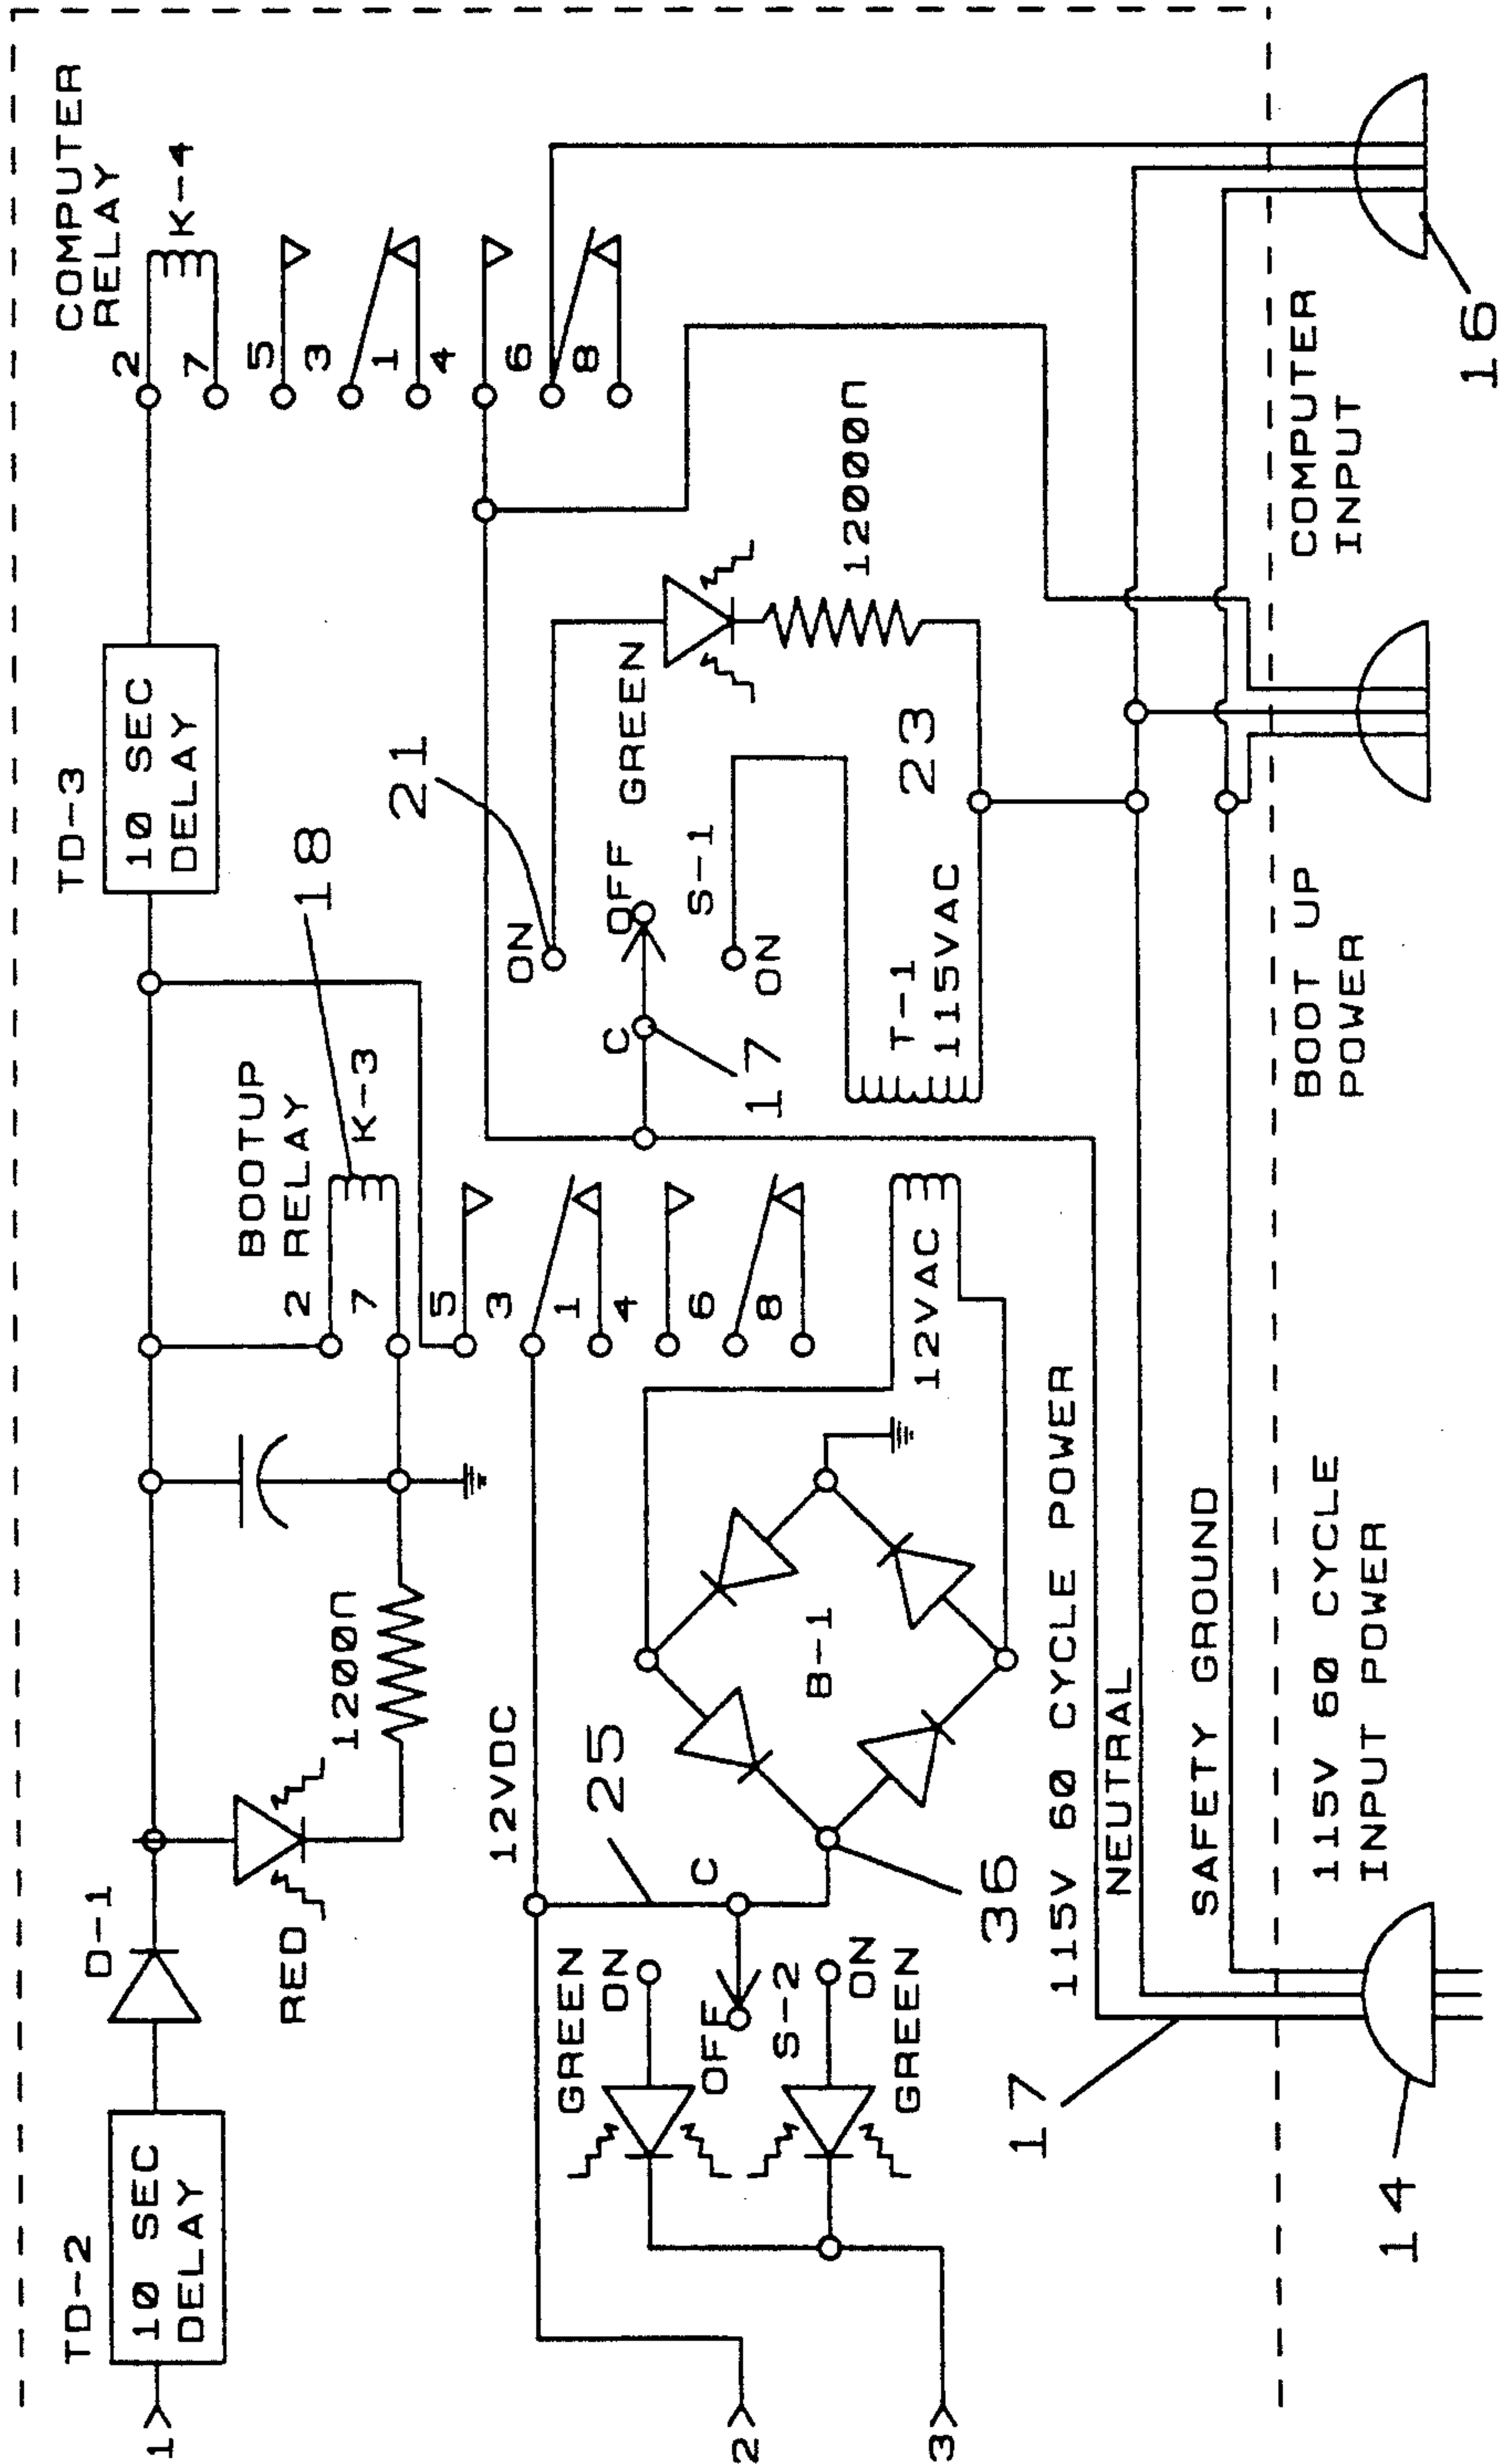 1>
TD-2
10 SEC
DELAY
D-1
RED
1200Ω
BOOTUP
RELAY
K-3
18
2
7
5
3
1
4
6
8
TD-3
10 SEC
DELAY
COMPUTER
RELAY
K-4
2
7
5
3
1
4
6
8
2>
3>
12VDC
25
C
GREEN
ON
OFF
S-2
ON
GREEN
36
B-1
12VAC
T-1
115VAC
21
ON
C
OFF
17
S-1
ON
GREEN
12000Ω
23
115V 60 CYCLE POWER
NEUTRAL
SAFETY GROUND
17
14
115V 60 CYCLE
INPUT POWER
BOOT UP
POWER
COMPUTER
INPUT
16